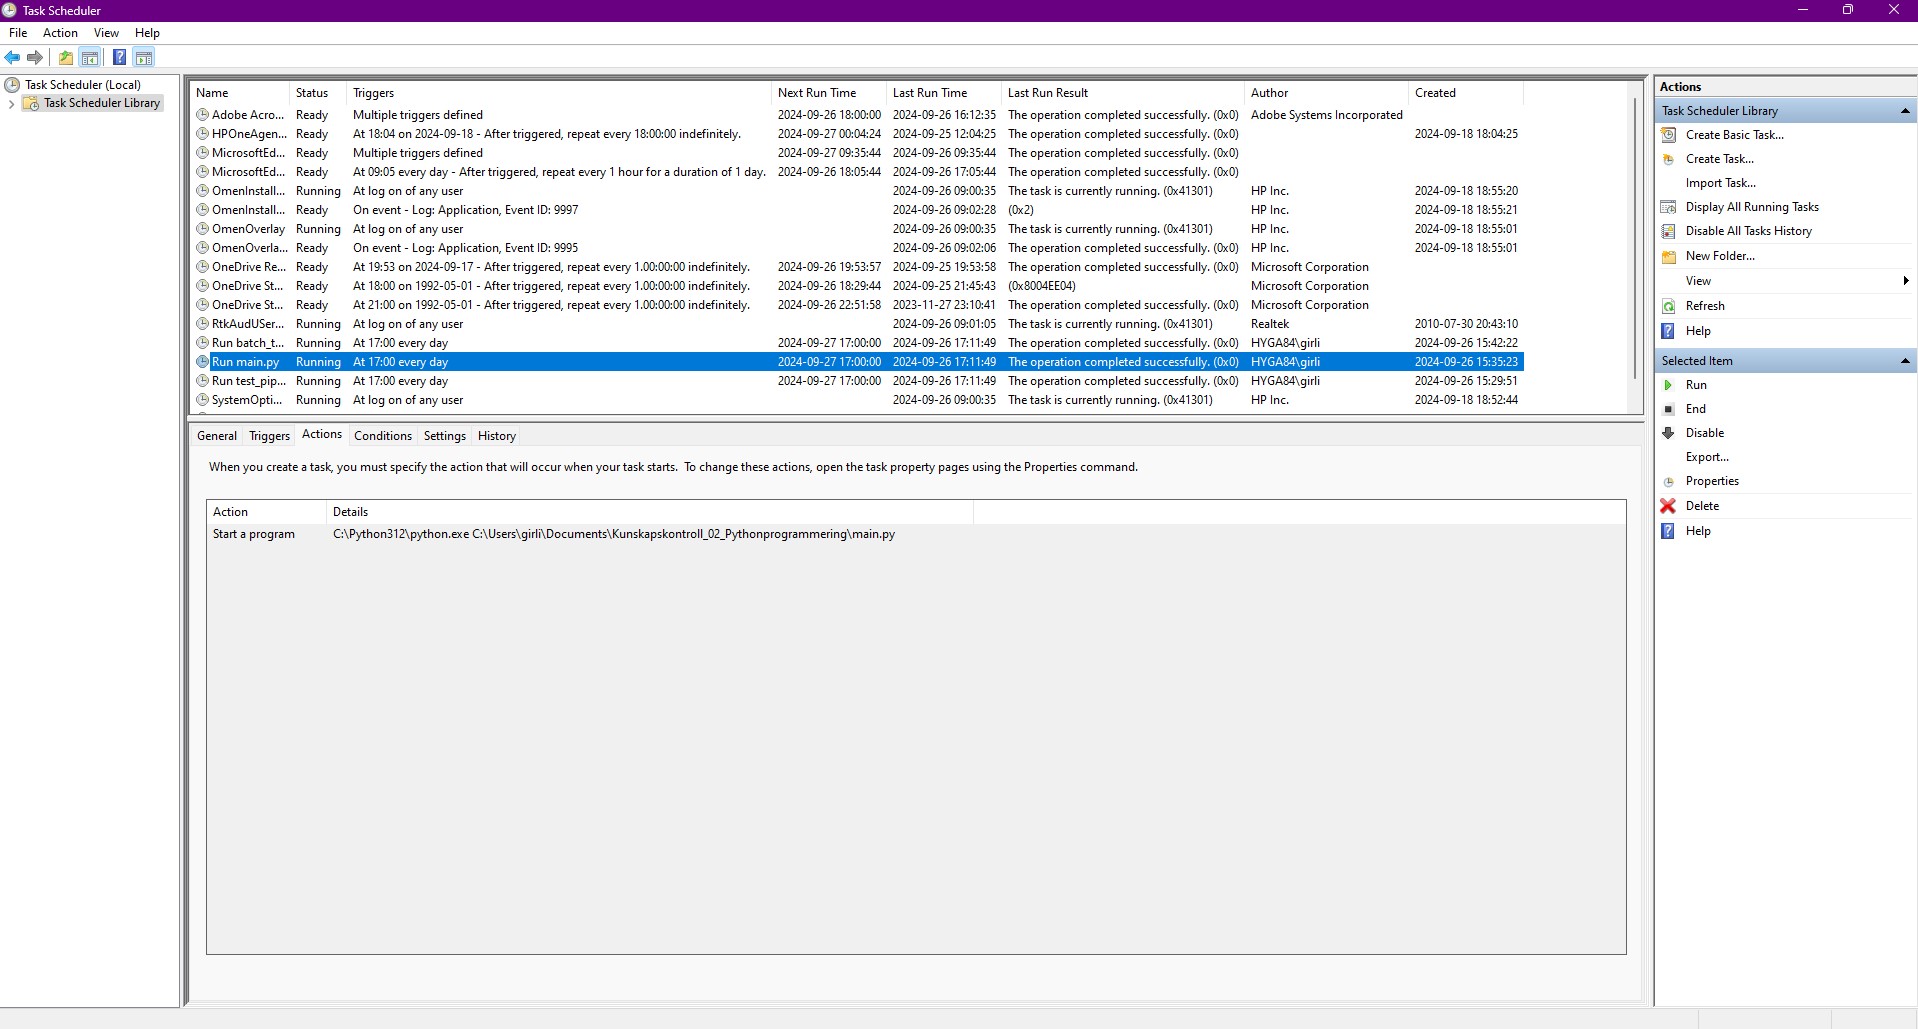 Task Scheduler
File Action View Help
Task Scheduler (Local)
Task Scheduler Library
Name Status Triggers Next Run Time Last Run Time Last Run Result Author Created
Adobe Acro... Ready Multiple triggers defined 2024-09-26 18:00:00 2024-09-26 16:12:35 The operation completed successfully. (0x0) Adobe Systems Incorporated
HPOneAgen... Ready At 18:04 on 2024-09-18 - After triggered, repeat every 18:00:00 indefinitely. 2024-09-27 00:04:24 2024-09-25 12:04:25 The operation completed successfully. (0x0) 2024-09-18 18:04:25
MicrosoftEd... Ready Multiple triggers defined 2024-09-27 09:35:44 2024-09-26 09:35:44 The operation completed successfully. (0x0)
MicrosoftEd... Ready At 09:05 every day - After triggered, repeat every 1 hour for a duration of 1 day. 2024-09-26 18:05:44 2024-09-26 17:05:44 The operation completed successfully. (0x0)
OmenInstall... Running At log on of any user 2024-09-26 09:00:35 The task is currently running. (0x41301) HP Inc. 2024-09-18 18:55:20
OmenInstall... Ready On event - Log: Application, Event ID: 9997 2024-09-26 09:02:28 (0x2) HP Inc. 2024-09-18 18:55:21
OmenOverlay Running At log on of any user 2024-09-26 09:00:35 The task is currently running. (0x41301) HP Inc. 2024-09-18 18:55:01
OmenOverla... Ready On event - Log: Application, Event ID: 9995 2024-09-26 09:02:06 The operation completed successfully. (0x0) HP Inc. 2024-09-18 18:55:01
OneDrive Re... Ready At 19:53 on 2024-09-17 - After triggered, repeat every 1.00:00:00 indefinitely. 2024-09-26 19:53:57 2024-09-25 19:53:58 The operation completed successfully. (0x0) Microsoft Corporation
OneDrive St... Ready At 18:00 on 1992-05-01 - After triggered, repeat every 1.00:00:00 indefinitely. 2024-09-26 18:29:44 2024-09-25 21:45:43 (0x8004EE04) Microsoft Corporation
OneDrive St... Ready At 21:00 on 1992-05-01 - After triggered, repeat every 1.00:00:00 indefinitely. 2024-09-26 22:51:58 2023-11-27 23:10:41 The operation completed successfully. (0x0) Microsoft Corporation
RtkAudUSer... Running At log on of any user 2024-09-26 09:01:05 The task is currently running. (0x41301) Realtek 2010-07-30 20:43:10
Run batch_t... Running At 17:00 every day 2024-09-27 17:00:00 2024-09-26 17:11:49 The operation completed successfully. (0x0) HYGA84\girli 2024-09-26 15:42:22
Run main.py Running At 17:00 every day 2024-09-27 17:00:00 2024-09-26 17:11:49 The operation completed successfully. (0x0) HYGA84\girli 2024-09-26 15:35:23
Run test_pip... Running At 17:00 every day 2024-09-27 17:00:00 2024-09-26 17:11:49 The operation completed successfully. (0x0) HYGA84\girli 2024-09-26 15:29:51
SystemOpti... Running At log on of any user 2024-09-26 09:00:35 The task is currently running. (0x41301) HP Inc. 2024-09-18 18:52:44
General Triggers Actions Conditions Settings History
When you create a task, you must specify the action that will occur when your task starts. To change these actions, open the task property pages using the Properties command.
Action Details
Start a program C:\Python312\python.exe C:\Users\girli\Documents\Kunskapskontroll_02_Pythonprogrammering\main.py
Actions
Task Scheduler Library
Create Basic Task...
Create Task...
Import Task...
Display All Running Tasks
Disable All Tasks History
New Folder...
View
Refresh
Help
Selected Item
Run
End
Disable
Export...
Properties
Delete
Help